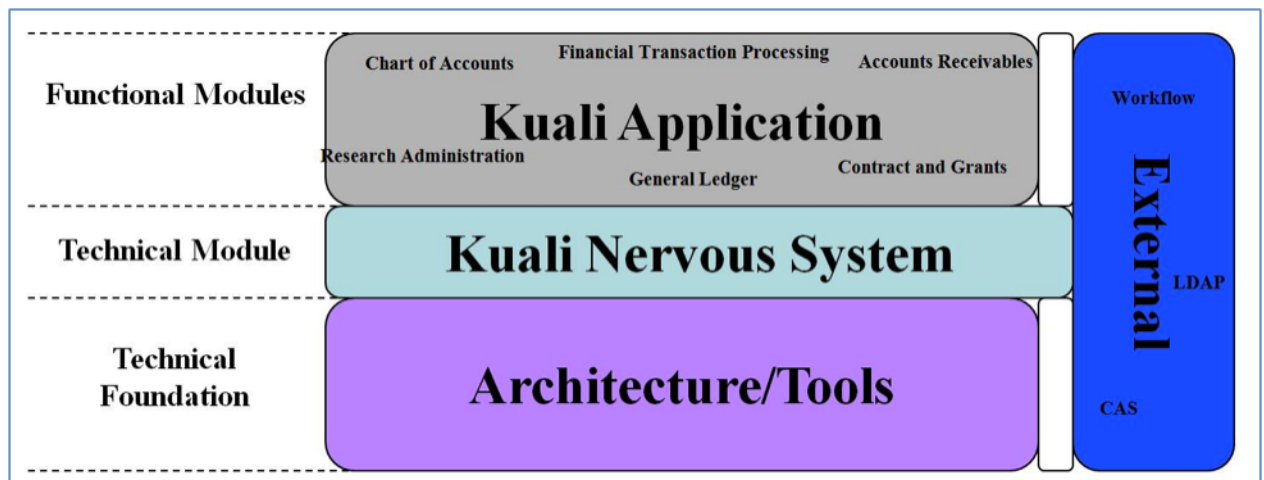 Functional Modules
Chart of Accounts
Financial Transaction Processing
Accounts Receivables
Kuali Application
Research Administration
General Ledger
Contract and Grants
Technical Module
Kuali Nervous System
Technical
Foundation
Architecture/Tools
Workflow
External
LDAP
CAS